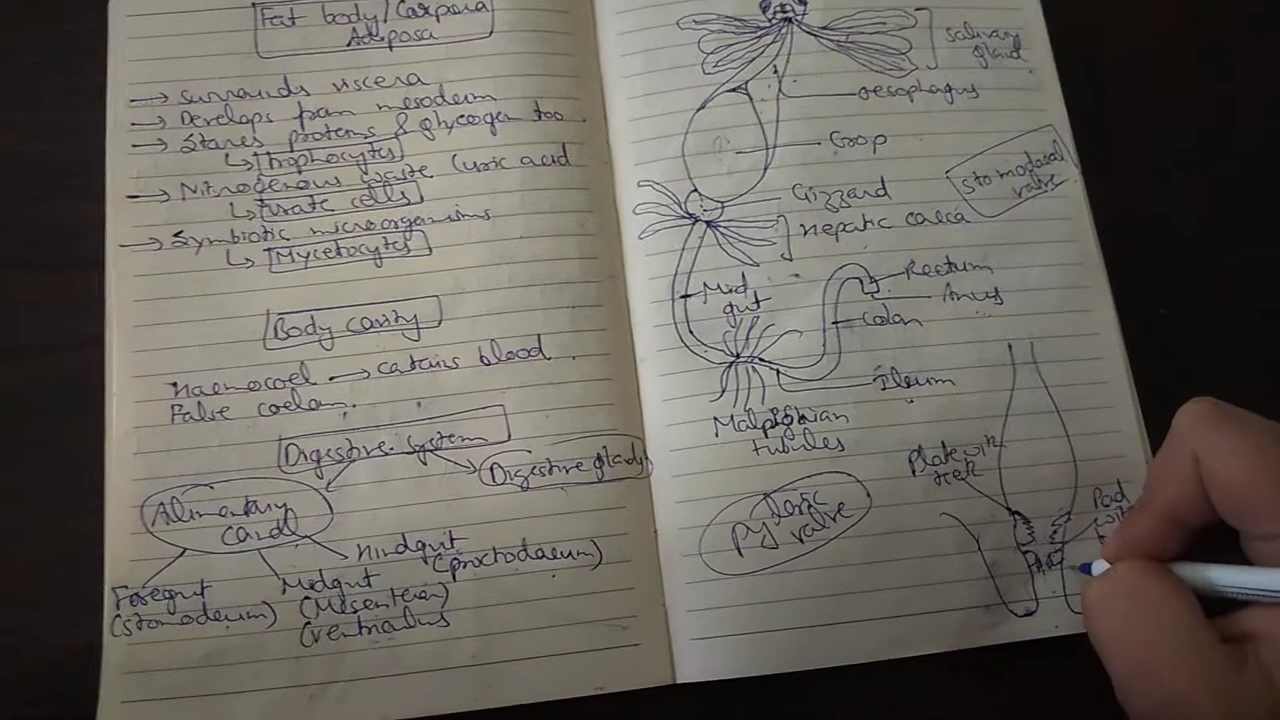 Fat body/Corpora
Adiposa
→ surrounds viscera
→ Develops from mesoderm
→ Stores proteins & glycogen too
↳ Trophocytes
→ Nitrogenous waste (uric acid
↳ urate cells
→ Symbiotic microorganisms
↳ Mycetocytes
Body cavity
Haemocoel → contains blood
False coelom.
Digestive system
Digestive glands
Alimentary
canal
Foregut
(stomodeum)
Midgut
(Mesenteron)
(ventriculus
Hindgut
(proctodaeum)
salivary
gland
oesophagus
Crop
stomodaeal
valve
Gizzard
hepatic caeca
Mid
gut
Rectum
Anus
Colon
Ileum
Malpighian
tubules
Pyloric
valve
Plate with
teeth
Pad